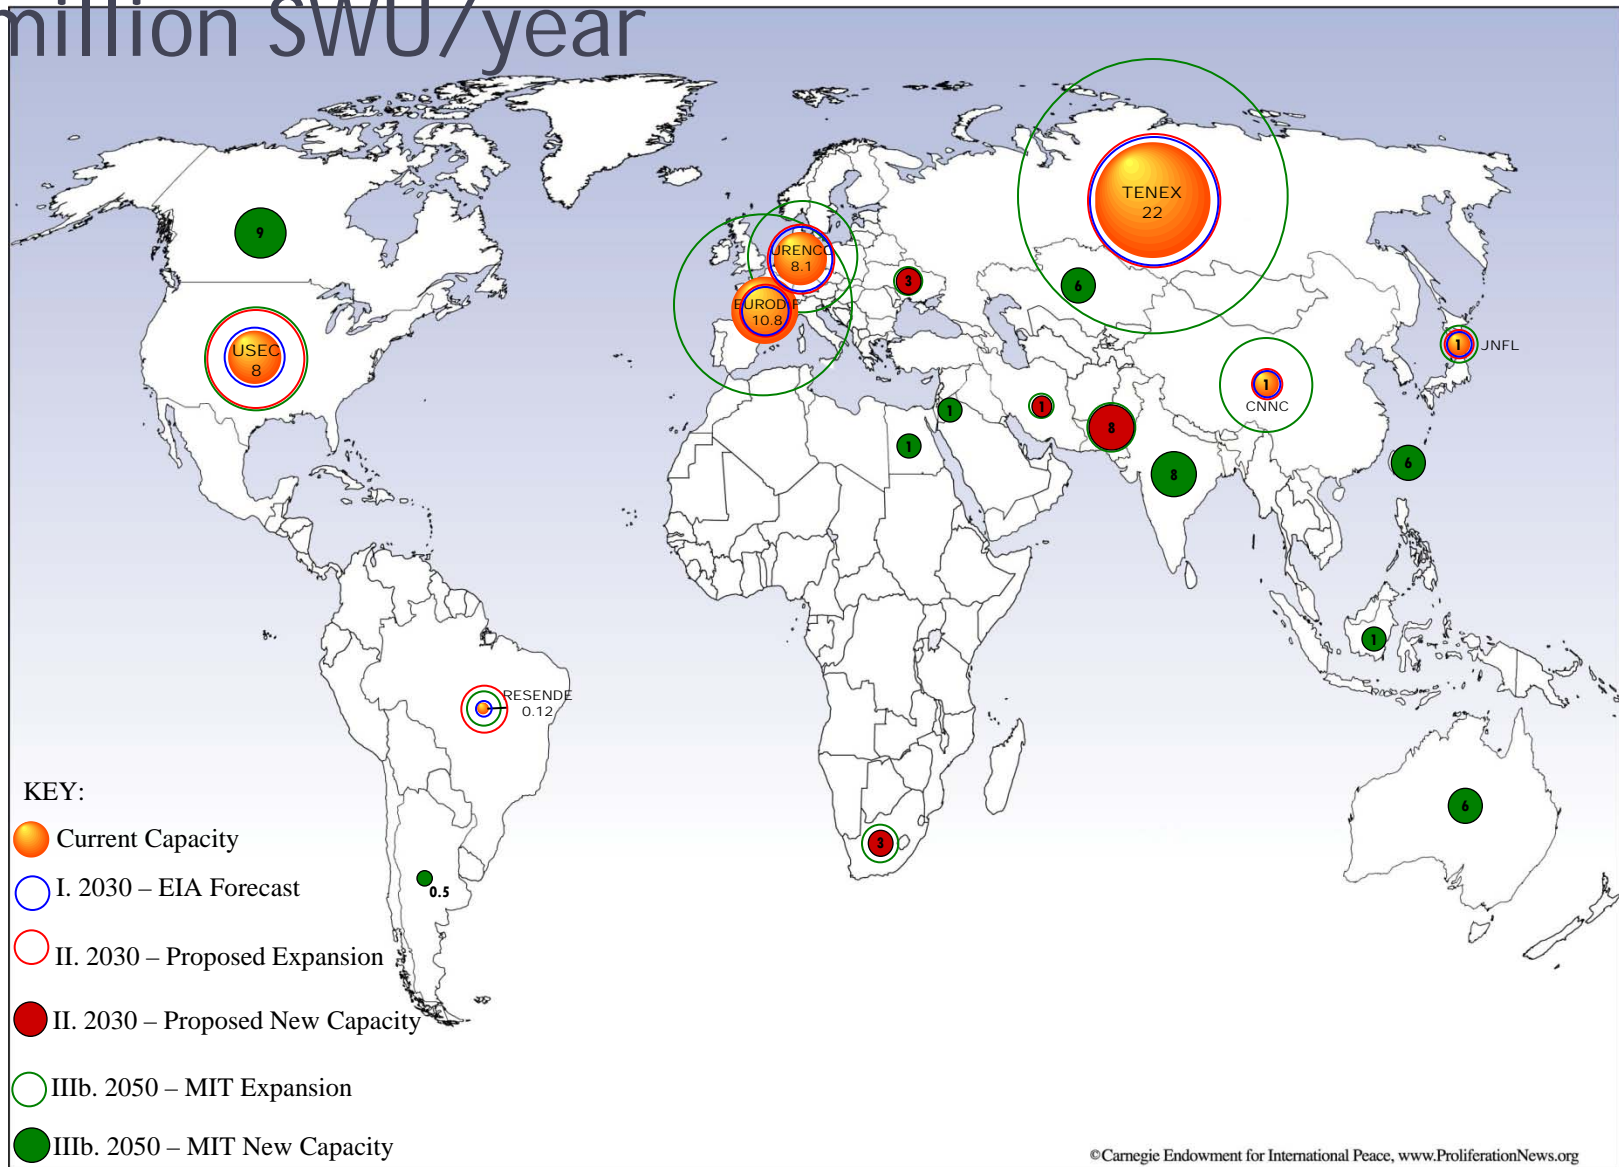 million SWU/year
TENEX
22
9
URENCO
8.1
3
6
EURODIF
10.8
USEC
8
1
JNFL
1
CNNC
1
1
8
1
8
6
1
RESENDE
0.12
6
3
0.5
KEY:
Current Capacity
I. 2030 – EIA Forecast
II. 2030 – Proposed Expansion
II. 2030 – Proposed New Capacity
IIIb. 2050 – MIT Expansion
IIIb. 2050 – MIT New Capacity
©Carnegie Endowment for International Peace, www.ProliferationNews.org